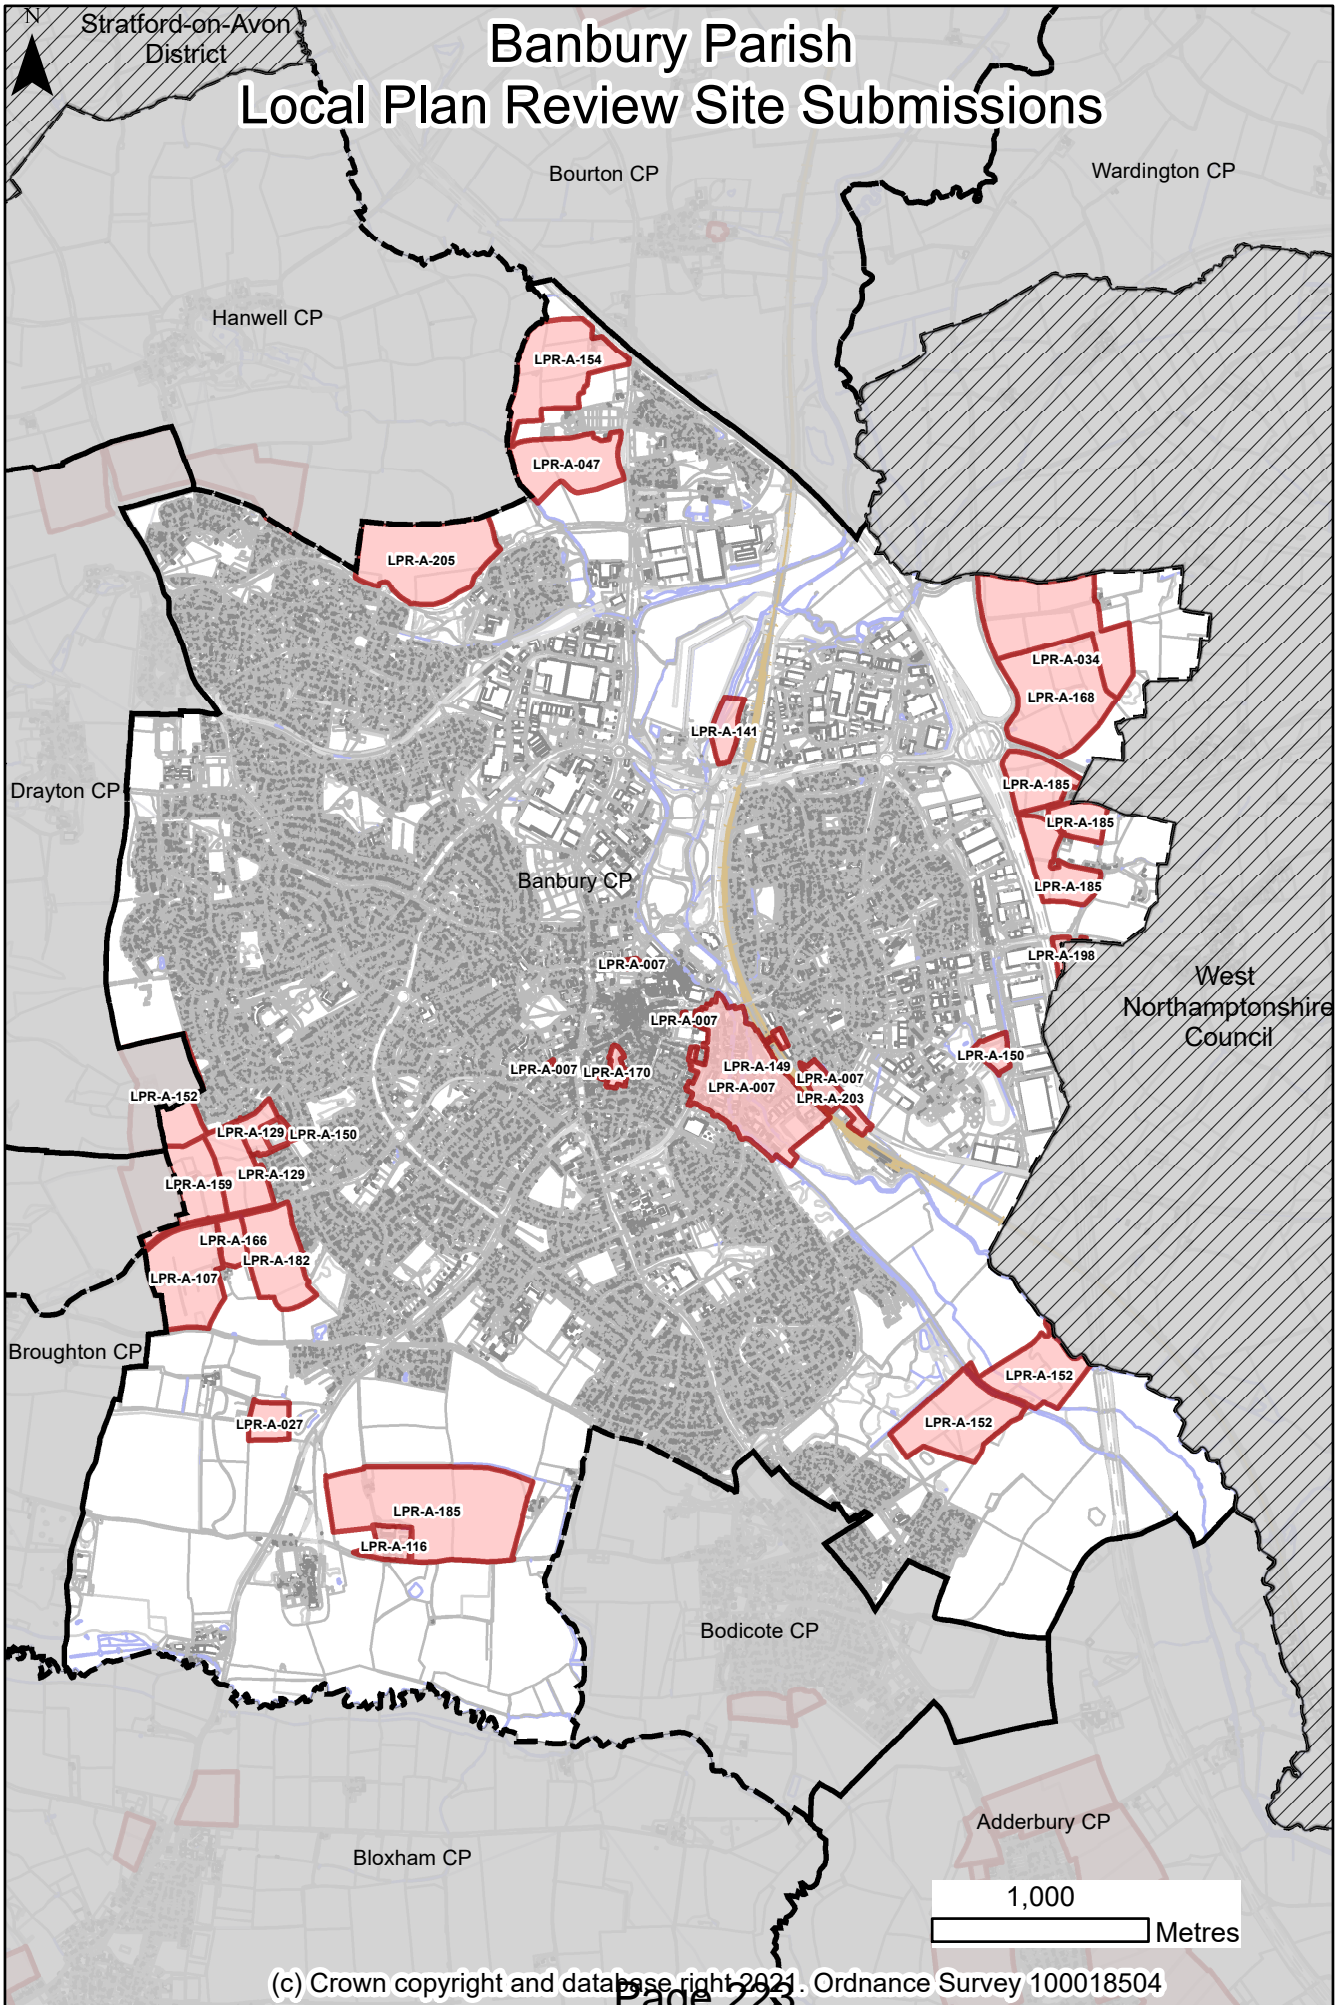 N
Stratford-on-Avon
District
Banbury Parish
Local Plan Review Site Submissions
Bourton CP
Wardington CP
Hanwell CP
LPR-A-154
LPR-A-047
LPR-A-205
LPR-A-034
LPR-A-168
LPR-A-141
LPR-A-185
Drayton CP
LPR-A-185
Banbury CP
LPR-A-185
LPR-A-198
LPR-A-007
West
Northamptonshire
Council
LPR-A-007
LPR-A-150
LPR-A-149
LPR-A-007
LPR-A-170
LPR-A-007
LPR-A-007
LPR-A-203
LPR-A-152
LPR-A-129
LPR-A-150
LPR-A-129
LPR-A-159
LPR-A-166
LPR-A-182
LPR-A-107
Broughton CP
LPR-A-152
LPR-A-152
LPR-A-027
LPR-A-185
LPR-A-116
Bodicote CP
Adderbury CP
Bloxham CP
1,000
Metres
(c) Crown copyright and database right 2021. Ordnance Survey 100018504
Page 223